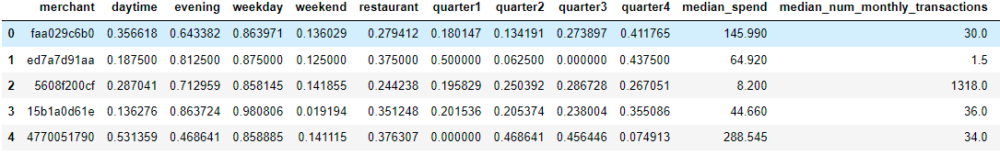 merchant daytime evening weekday weekend restaurant quarter1 quarter2 quarter3 quarter4 median_spend median_num_monthly_transactions
0 faa029c6b0 0.356618 0.643382 0.863971 0.136029 0.279412 0.180147 0.134191 0.273897 0.411765 145.990 30.0
1 ed7a7d91aa 0.187500 0.812500 0.875000 0.125000 0.375000 0.500000 0.062500 0.000000 0.437500 64.920 1.5
2 5608f200cf 0.287041 0.712959 0.858145 0.141855 0.244238 0.195829 0.250392 0.286728 0.267051 8.200 1318.0
3 15b1a0d61e 0.136276 0.863724 0.980806 0.019194 0.351248 0.201536 0.205374 0.238004 0.355086 44.660 36.0
4 4770051790 0.531359 0.468641 0.858885 0.141115 0.376307 0.000000 0.468641 0.456446 0.074913 288.545 34.0